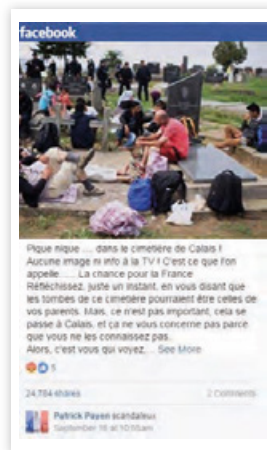 facebook
Pique nique .... dans le cimetière de Calais !
Aucune image ni info à la TV ! C'est ce que l'on
appelle...... La chance pour la France
Réfléchissez, juste un instant, en vous disant que
les tombes de ce cimetière pourraient être celles de
vos parents. Mais, ce n'est pas important, cela se
passe à Calais, et ça ne vous concerne pas parce
que vous ne les connaissez pas.
Alors, c'est vous qui voyez,... See More
5
24,784 shares
2 Comments
Patrick Payen scandaleux
September 16 at 10:55am